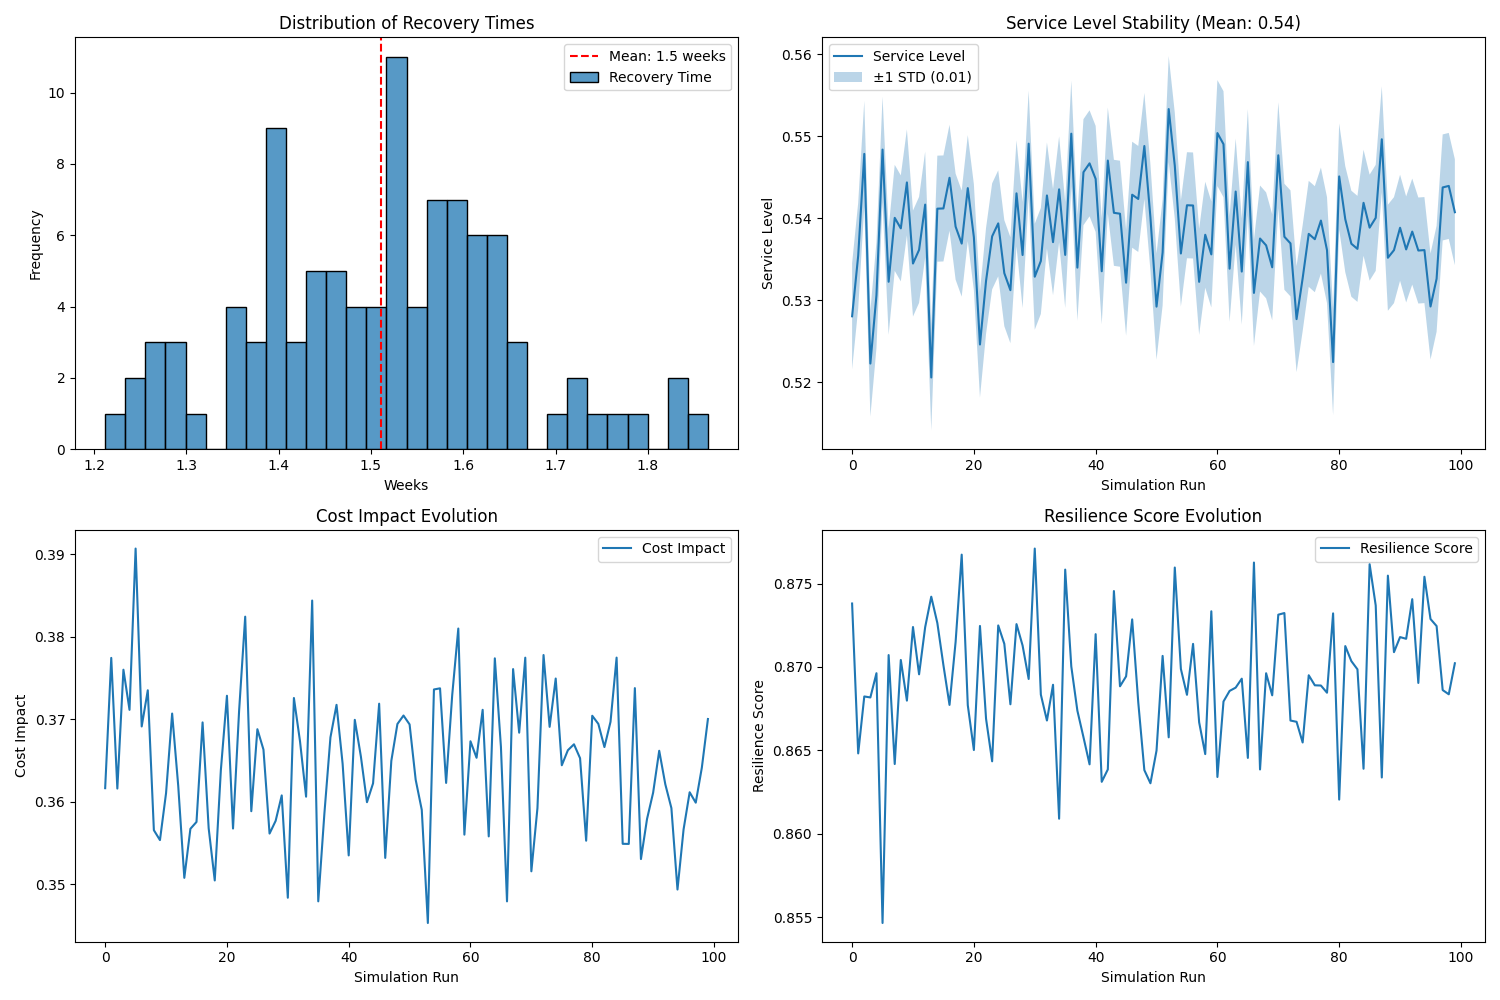 Distribution of Recovery Times
Mean: 1.5 weeks
Recovery Time
Frequency
10
8
6
4
2
0
1.2 1.3 1.4 1.5 1.6 1.7 1.8
Weeks
Service Level Stability (Mean: 0.54)
Service Level
±1 STD (0.01)
Service Level
0.56
0.55
0.54
0.53
0.52
0 20 40 60 80 100
Simulation Run
Cost Impact Evolution
Cost Impact
Cost Impact
0.39
0.38
0.37
0.36
0.35
0 20 40 60 80 100
Simulation Run
Resilience Score Evolution
Resilience Score
Resilience Score
0.875
0.870
0.865
0.860
0.855
0 20 40 60 80 100
Simulation Run